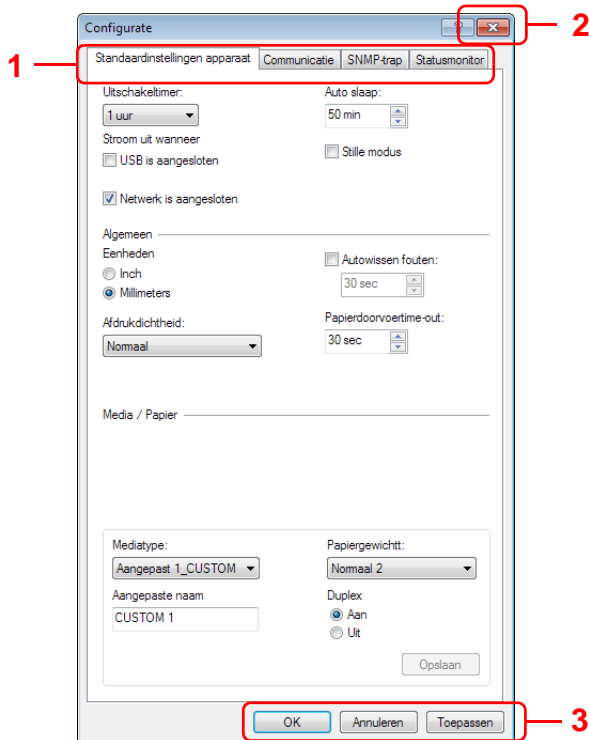 Configurate
?
2
1
Standaardinstellingen apparaat Communicatie SNMP-trap Statusmonitor
Uitschakeltimer: Auto slaap:
1 uur 50 min
Stroom uit wanneer
USB is aangesloten Stille modus
Netwerk is aangesloten
Algemeen
Eenheden Autowissen fouten:
Inch 30 sec
Millimeters
Afdrukdichtheid: Papierdoorvoertime-out:
Normaal 30 sec
Media / Papier
Mediatype: Papiergewichtt:
Aangepast 1_CUSTOM Normaal 2
Aangepaste naam Duplex
CUSTOM 1 Aan
Uit
Opslaan
OK Annuleren Toepassen 3